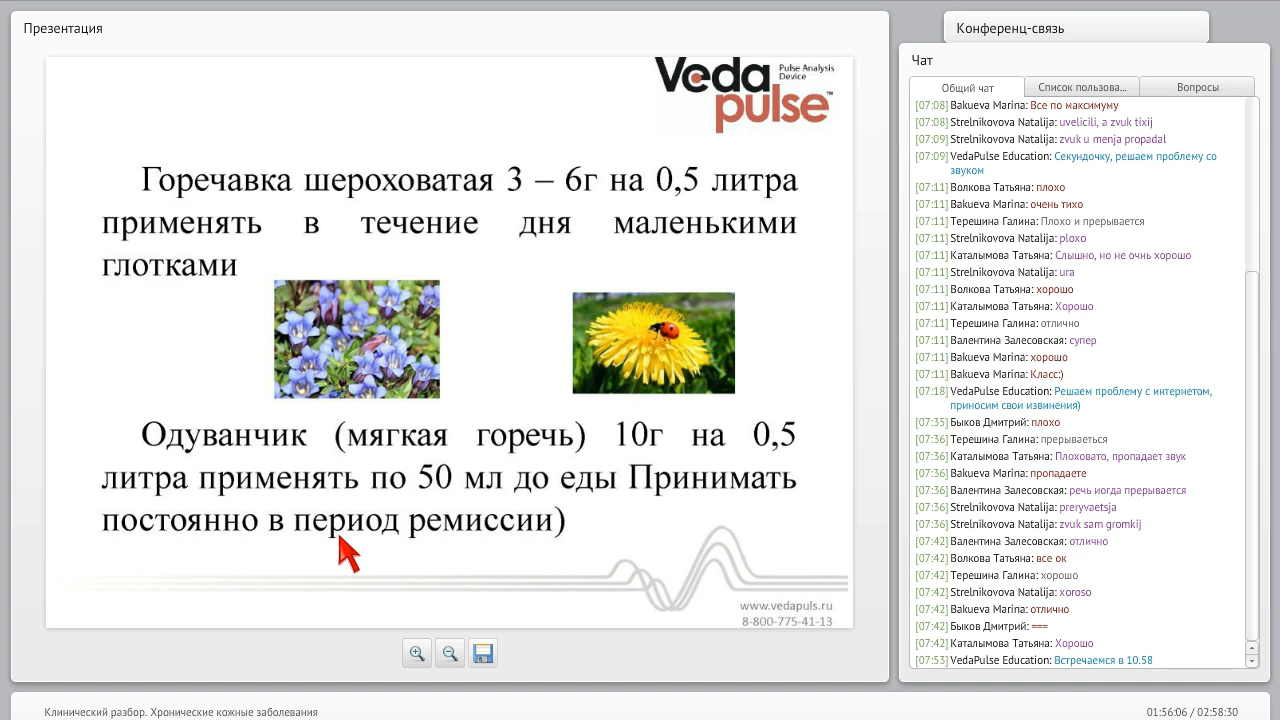 Презентация
Veda
pulse™
Pulse Analysis
Device
Горечавка шероховатая 3 – 6г на 0,5 литра
применять в течение дня маленькими
глотками
Одуванчик (мягкая горечь) 10г на 0,5
литра применять по 50 мл до еды Принимать
постоянно в период ремиссии)
www.vedapuls.ru
8-800-775-41-13
Конференц-связь
Чат
Общий чат
Список пользова...
Вопросы
[07:08] Bakueva Marina: Все по максимуму
[07:08] Strelnikovova Natalija: uvelicili, a zvuk tixij
[07:09] Strelnikovova Natalija: zvuk u menja propadal
[07:09] VedaPulse Education: Секундочку, решаем проблему со
звуком
[07:11] Волкова Татьяна: плохо
[07:11] Bakueva Marina: очень тихо
[07:11] Терешина Галина: Плохо и прерывается
[07:11] Strelnikovova Natalija: ploxo
[07:11] Каталымова Татьяна: Слышно, но не очнь хорошо
[07:11] Strelnikovova Natalija: ura
[07:11] Волкова Татьяна: хорошо
[07:11] Каталымова Татьяна: Хорошо
[07:11] Терешина Галина: отлично
[07:11] Валентина Залесовская: супер
[07:11] Bakueva Marina: хорошо
[07:11] Bakueva Marina: Класс:)
[07:18] VedaPulse Education: Решаем проблему с интернетом,
приносим свои извинения)
[07:35] Быков Дмитрий: плохо
[07:36] Терешина Галина: прерываеться
[07:36] Каталымова Татьяна: Плоховато, пропадает звук
[07:36] Bakueva Marina: пропадаете
[07:36] Валентина Залесовская: речь иогда прерывается
[07:36] Strelnikovova Natalija: preryvaetsja
[07:36] Strelnikovova Natalija: zvuk sam gromkij
[07:42] Валентина Залесовская: отлично
[07:42] Волкова Татьяна: все ок
[07:42] Терешина Галина: хорошо
[07:42] Strelnikovova Natalija: xoroso
[07:42] Bakueva Marina: отлично
[07:42] Быков Дмитрий: ===
[07:42] Каталымова Татьяна: Хорошо
[07:53] VedaPulse Education: Встречаемся в 10.58
Клинический разбор. Хронические кожные заболевания
01:56:06 / 02:58:30